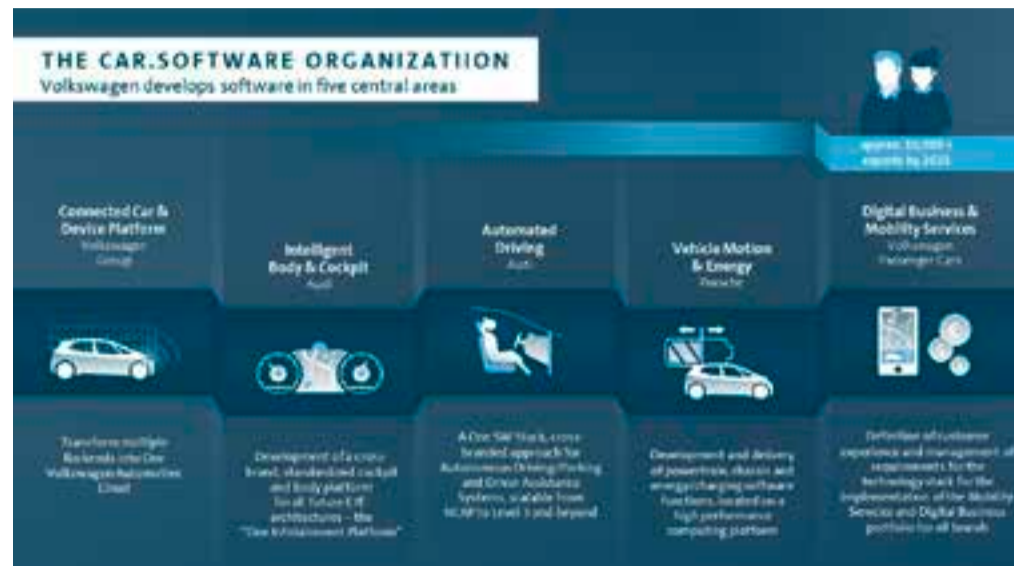 THE CAR.SOFTWARE ORGANIZATIION
Volkswagen develops software in five central areas
experts by 2025
Connected Car &
Device Platform
Volkswagen
Group
Intelligent
Body & Cockpit
Audi
Automated
Driving
Audi
Vehicle Motion
& Energy
Porsche
Digital Business &
Mobility Services
Volkswagen
Passenger Cars
Transform multiple
Backends into One
Volkswagen Automotive
Cloud
Development of a cross-
brand, standardized cockpit
and body platform
for all future E³
architectures – the
"One Infotainment Platform"
A One SW Stack, cross-
branded approach for
Autonomous Driving/Parking
and Driver Assistance
Systems, scalable from
NCAP to Level 3 and beyond
Development and delivery
of powertrain, chassis and
energy/charging software
functions, located on a
high performance
computing platform
Definition of customer
experience and management of
requirements for the
technology stack for the
implementation of the Mobility
Services and Digital Business
portfolio for all brands